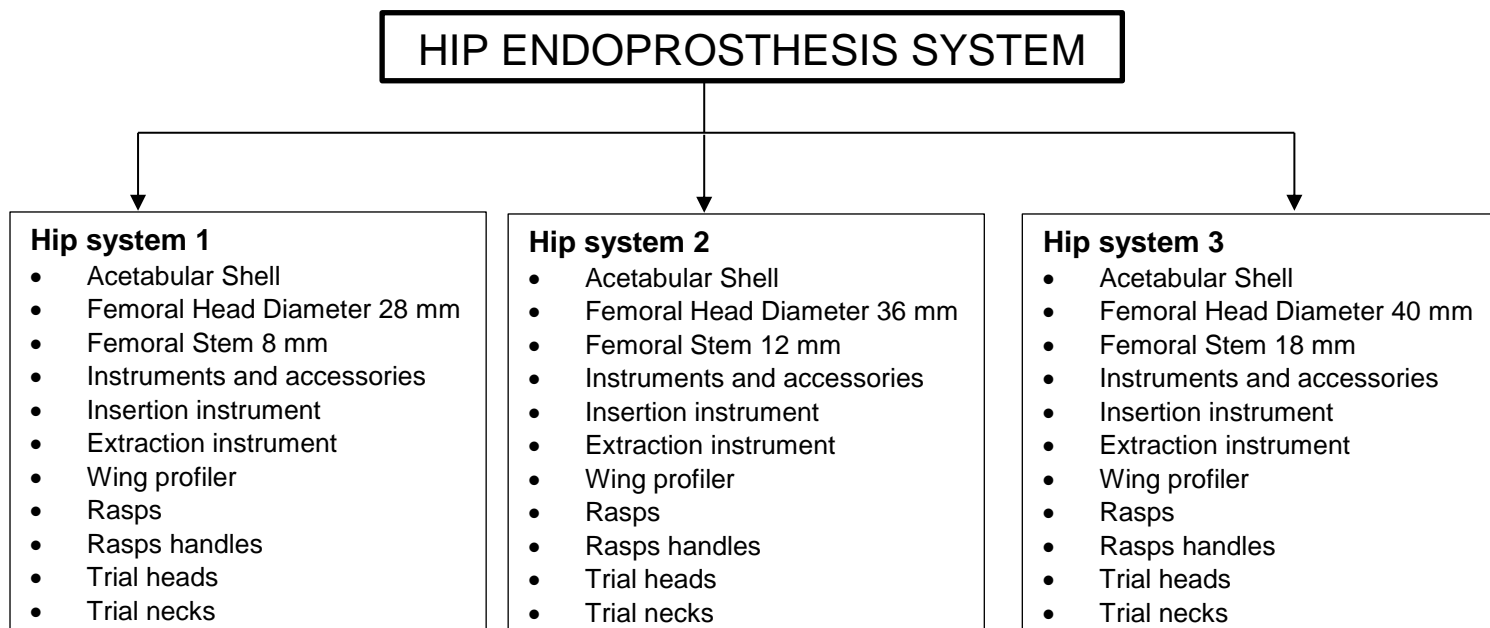 HIP ENDOPROSTHESIS SYSTEM
Hip system 1
• Acetabular Shell
• Femoral Head Diameter 28 mm
• Femoral Stem 8 mm
• Instruments and accessories
• Insertion instrument
• Extraction instrument
• Wing profiler
• Rasps
• Rasps handles
• Trial heads
• Trial necks
Hip system 2
• Acetabular Shell
• Femoral Head Diameter 36 mm
• Femoral Stem 12 mm
• Instruments and accessories
• Insertion instrument
• Extraction instrument
• Wing profiler
• Rasps
• Rasps handles
• Trial heads
• Trial necks
Hip system 3
• Acetabular Shell
• Femoral Head Diameter 40 mm
• Femoral Stem 18 mm
• Instruments and accessories
• Insertion instrument
• Extraction instrument
• Wing profiler
• Rasps
• Rasps handles
• Trial heads
• Trial necks